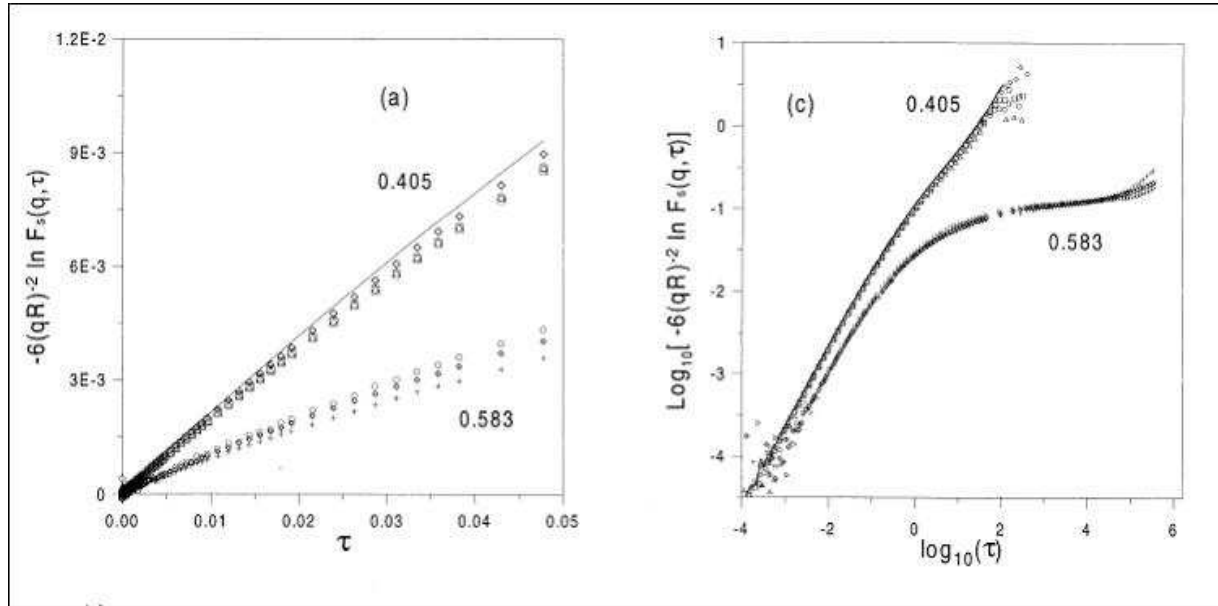 1.2E-2
9E-3
6E-3
3E-3
0
-6(qR)⁻² ln Fₛ(q,τ)
(a)
0.405
0.583
0.00
0.01
0.02
0.03
0.04
0.05
τ
1
0
-1
-2
-3
-4
Log₁₀[ -6(qR)⁻² ln Fₛ(q,τ)]
(c)
0.405
0.583
-4
-2
0
2
4
6
log₁₀(τ)